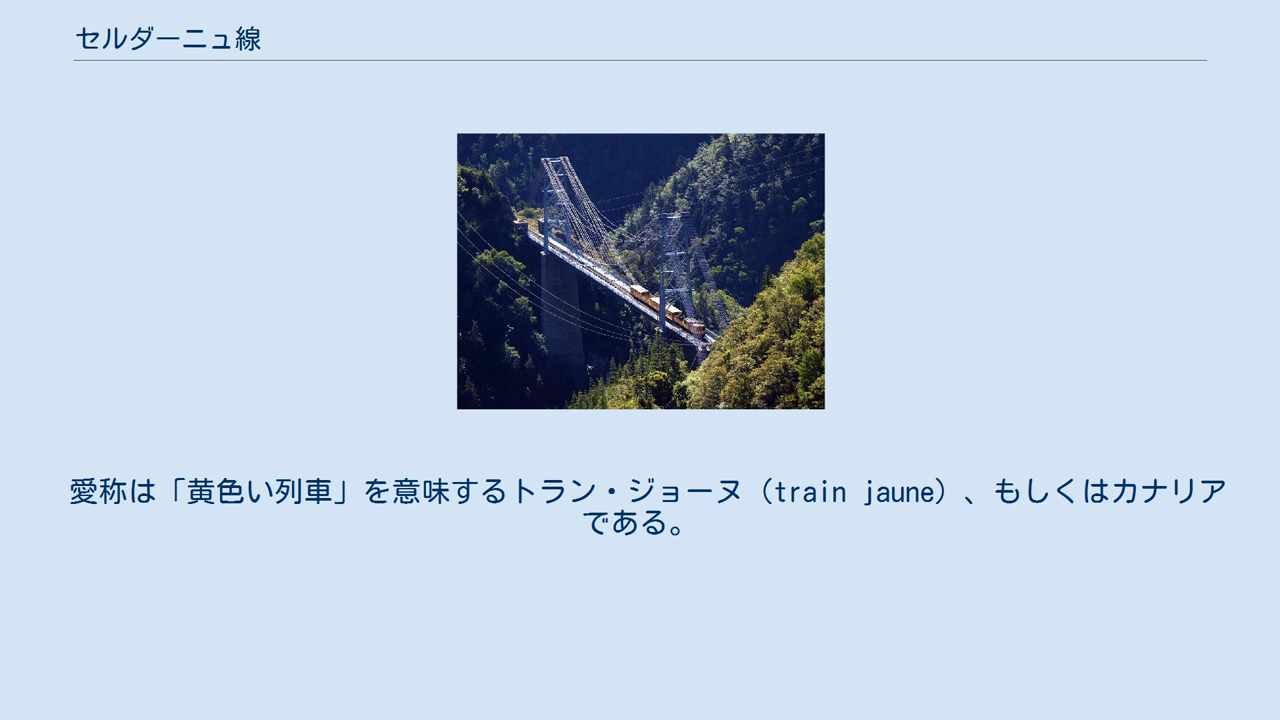 セルダーニュ線
愛称は「黄色い列車」を意味するトラン・ジョーヌ（train jaune）、もしくはカナリア
である。